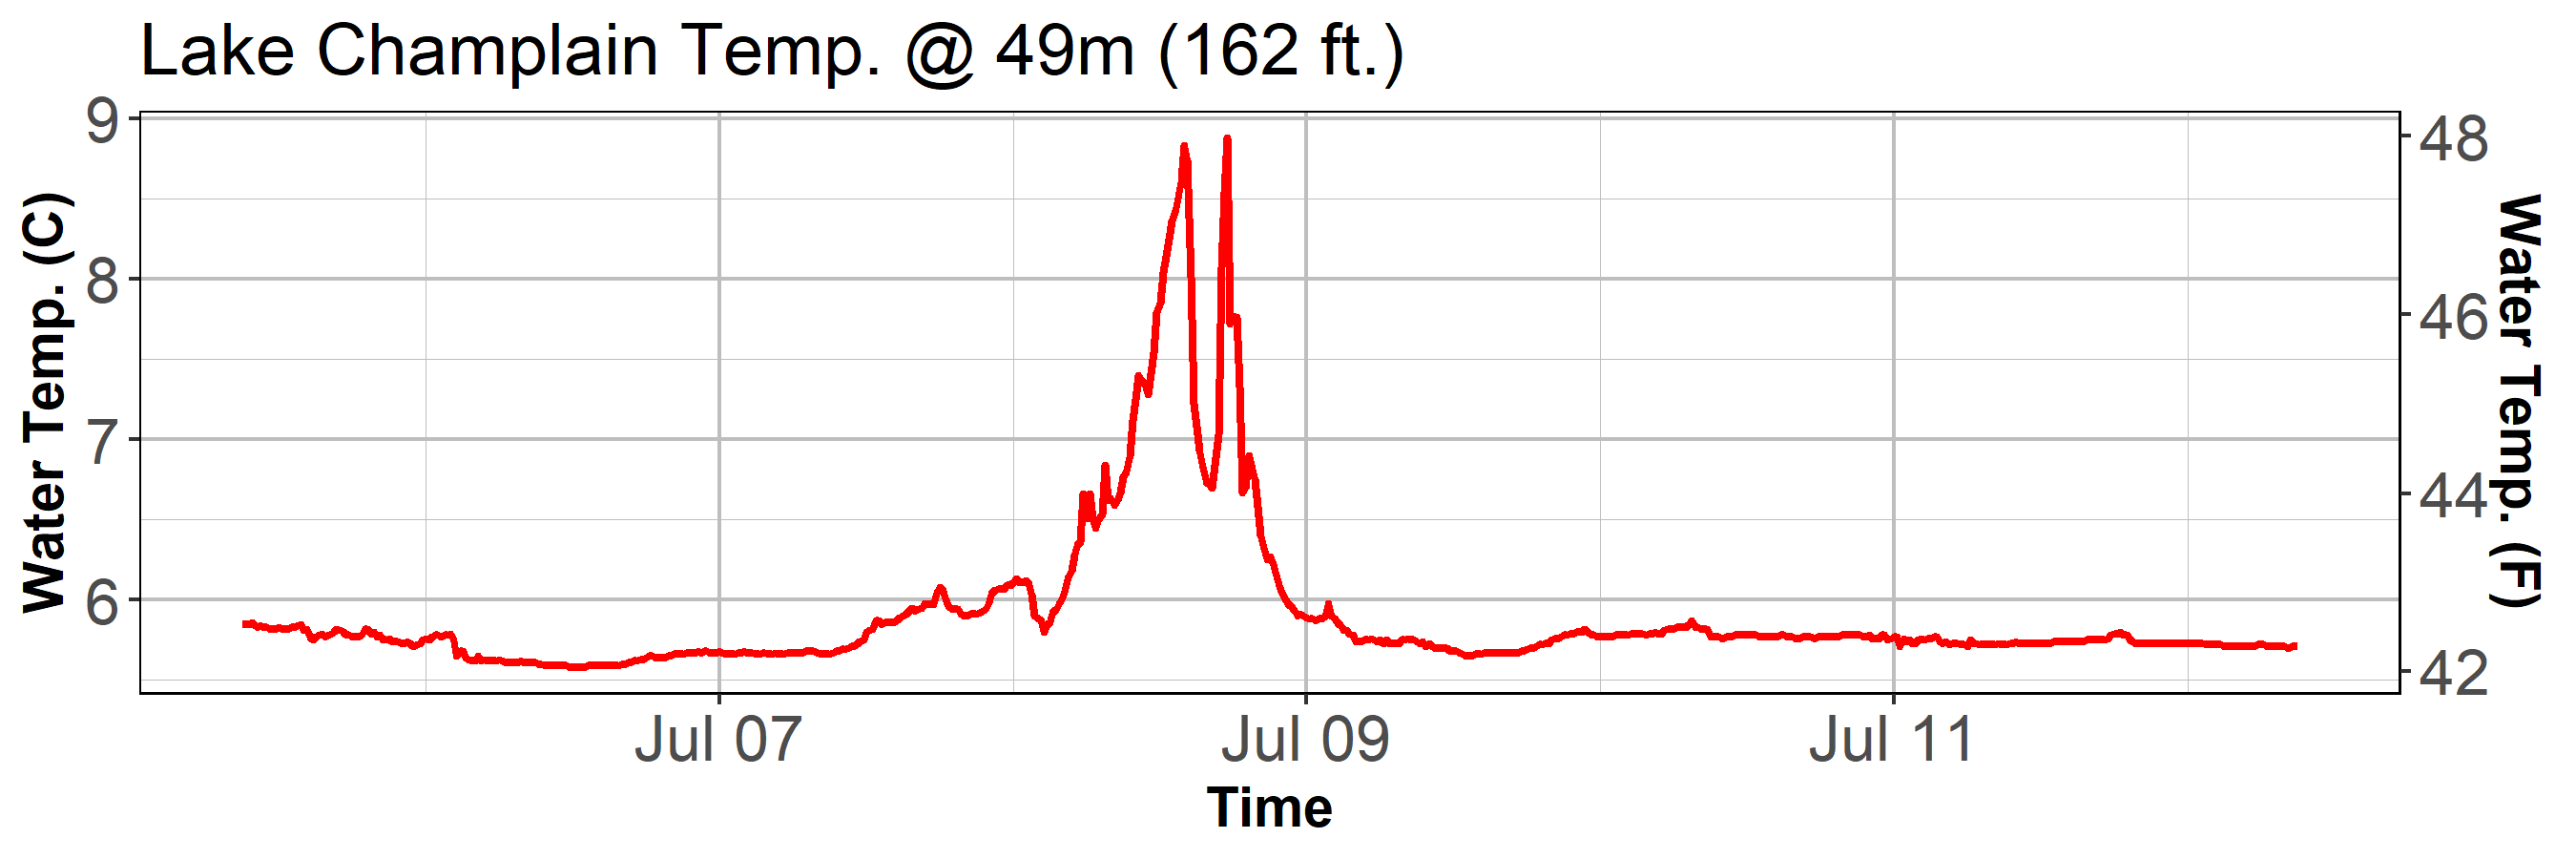 Lake Champlain Temp. @ 49m (162 ft.)
Water Temp. (C)
9
8
7
6
48
46
44
42
Water Temp. (F)
Jul 07
Jul 09
Jul 11
Time